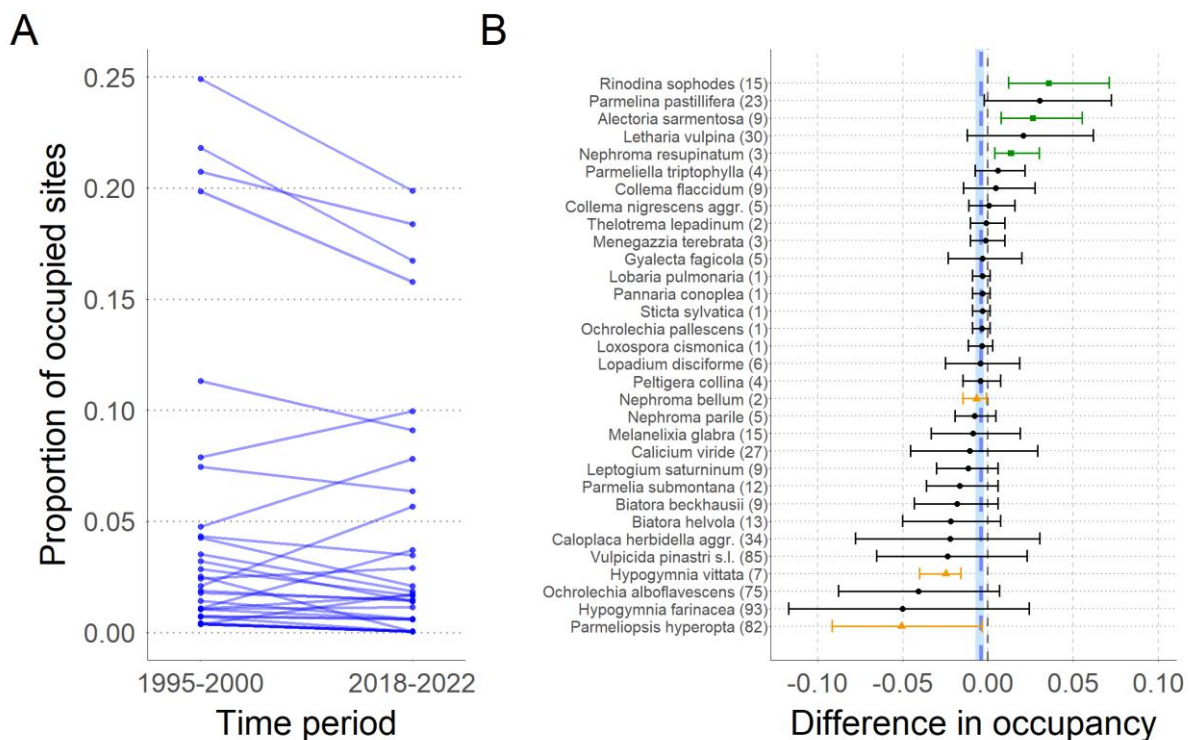 A
0.25
0.20
0.15
0.10
0.05
0.00
Proportion of occupied sites
1995-2000
2018-2022
Time period
B
Rinodina sophodes (15)
Parmelina pastillifera (23)
Alectoria sarmentosa (9)
Letharia vulpina (30)
Nephroma resupinatum (3)
Parmeliella triptophylla (4)
Collema flaccidum (9)
Collema nigrescens aggr. (5)
Thelotrema lepadinum (2)
Menegazzia terebrata (3)
Gyalecta fagicola (5)
Lobaria pulmonaria (1)
Pannaria conoplea (1)
Sticta sylvatica (1)
Ochrolechia pallescens (1)
Loxospora cismonica (1)
Lopadium disciforme (6)
Peltigera collina (4)
Nephroma bellum (2)
Nephroma parile (5)
Melanelixia glabra (15)
Calicium viride (27)
Leptogium saturninum (9)
Parmelia submontana (12)
Biatora beckhausii (9)
Biatora helvola (13)
Caloplaca herbidella aggr. (34)
Vulpicida pinastri s.l. (85)
Hypogymnia vittata (7)
Ochrolechia alboflavescens (75)
Hypogymnia farinacea (93)
Parmeliopsis hyperopta (82)
-0.10
-0.05
0.00
0.05
0.10
Difference in occupancy